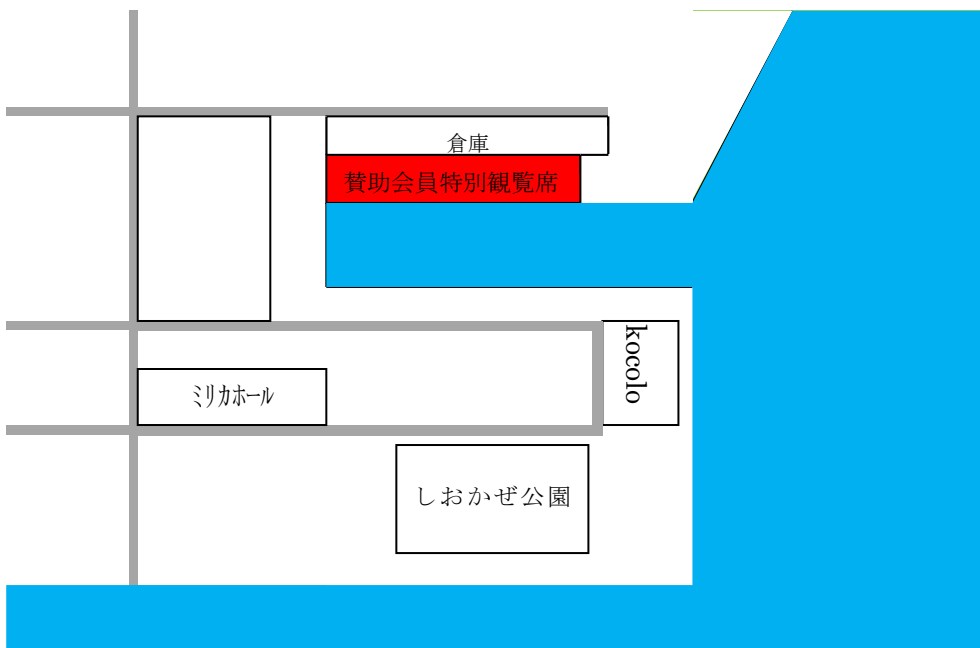 倉庫
賛助会員特別観覧席
kocolo
ミリカホール
しおかぜ公園